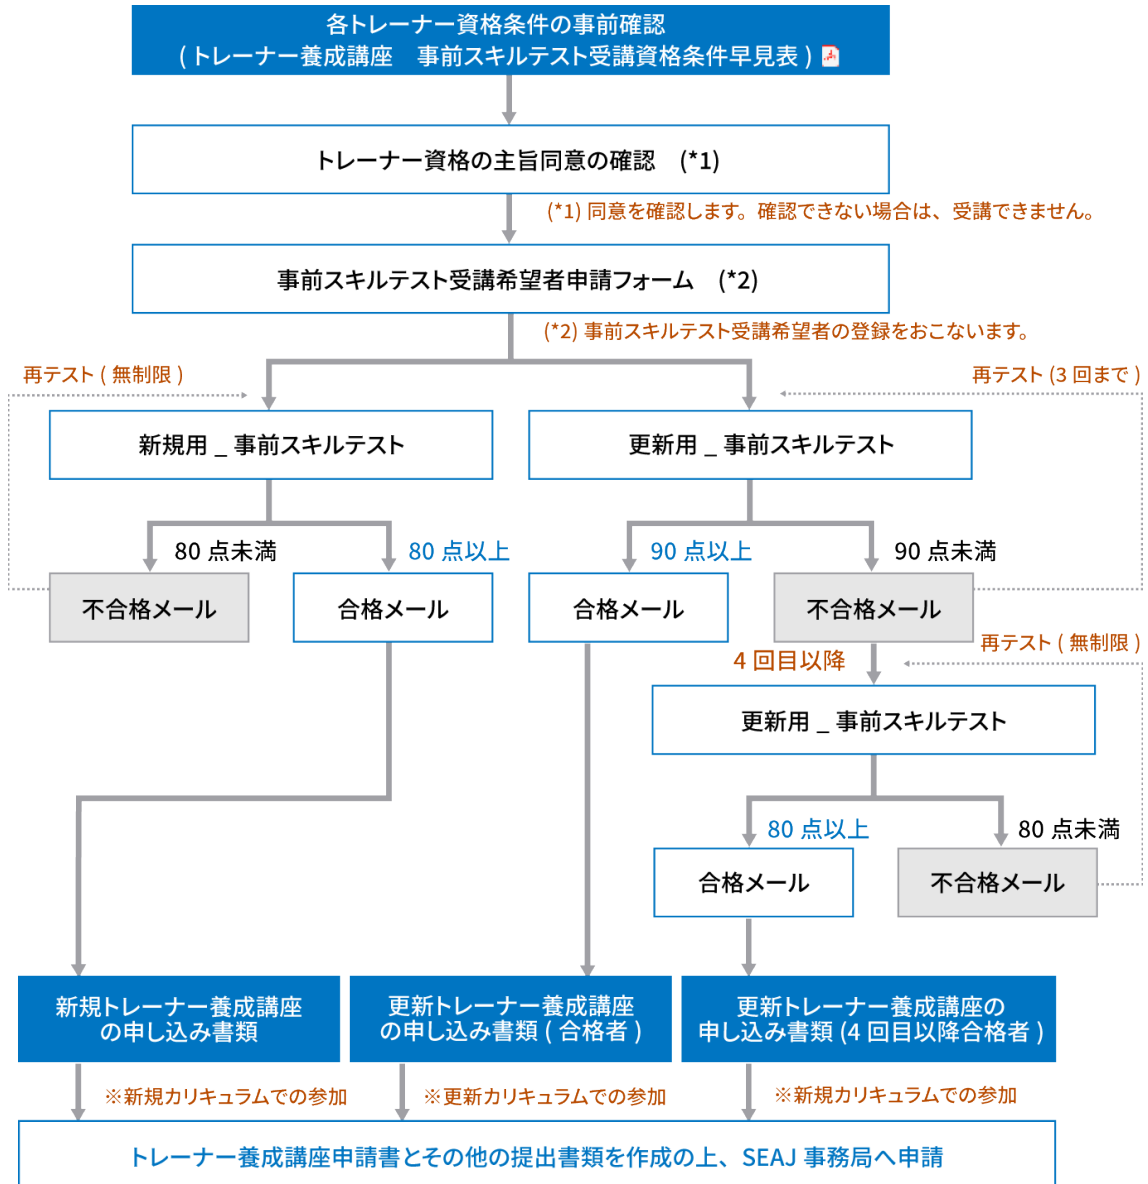 各トレーナー資格条件の事前確認
( トレーナー養成講座　事前スキルテスト受講資格条件早見表 )
トレーナー資格の主旨同意の確認　(*1)
(*1) 同意を確認します。確認できない場合は、受講できません。
事前スキルテスト受講希望者申請フォーム　(*2)
(*2) 事前スキルテスト受講希望者の登録をおこないます。
再テスト ( 無制限 )
再テスト (3 回まで )
新規用 _ 事前スキルテスト
更新用 _ 事前スキルテスト
80 点未満
80 点以上
90 点以上
90 点未満
不合格メール
合格メール
合格メール
不合格メール
4 回目以降
再テスト ( 無制限 )
更新用 _ 事前スキルテスト
80 点以上
80 点未満
合格メール
不合格メール
新規トレーナー養成講座
の申し込み書類
更新トレーナー養成講座
の申し込み書類 ( 合格者 )
更新トレーナー養成講座の
申し込み書類 (4 回目以降合格者 )
※新規カリキュラムでの参加
※更新カリキュラムでの参加
※新規カリキュラムでの参加
トレーナー養成講座申請書とその他の提出書類を作成の上、SEAJ 事務局へ申請